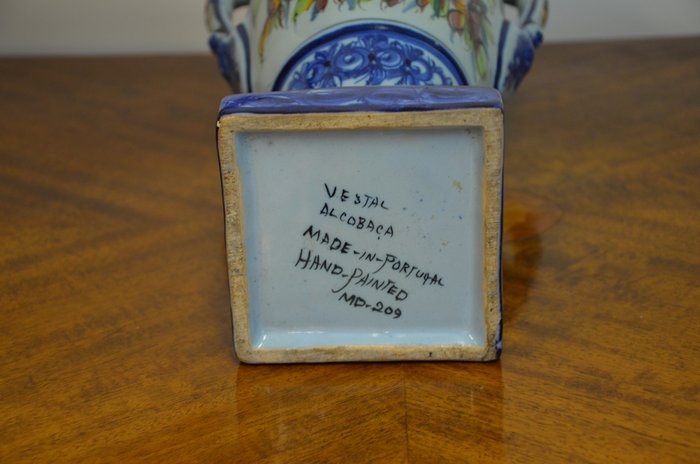 VESTAL
ALCOBAÇA
MADE-IN-PORTUGAL
HAND-PAINTED
MD-209